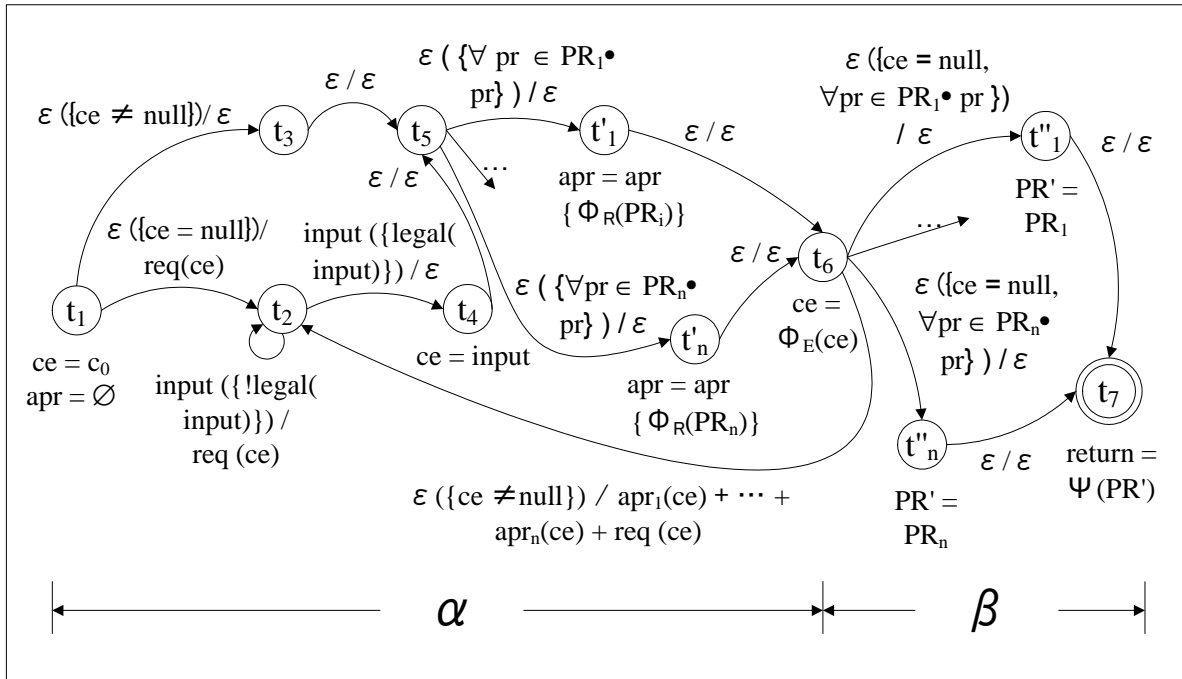 ε ({∀ pr ∈ PR₁•
pr} ) / ε
ε ({ce = null,
∀pr ∈ PR₁• pr })
/ ε
ε / ε
ε ({ce ≠ null})/ ε
t₃
t₅
t'₁
t''₁
ε / ε
ε / ε
...
ε / ε
apr = apr
{ Φ_R(PR_i)}
PR' =
PR₁
ε ({ce = null})/
req(ce)
input ({legal(
input)}) / ε
ε / ε
...
t₆
ce =
Φ_E(ce)
ε ( {∀pr ∈ PR_n•
pr} ) / ε
ε ({ce = null,
∀pr ∈ PR_n•
pr} ) / ε
t₁
t₂
t₄
t'_n
ce = c₀
apr = ∅
ce = input
input ({!legal(
input)}) /
req (ce)
apr = apr
{ Φ_R(PR_n)}
t₇
t''_n
ε / ε
return =
Ψ (PR')
PR' =
PR_n
ε ({ce ≠null}) / apr₁(ce) + ... +
apr_n(ce) + req (ce)
α
β